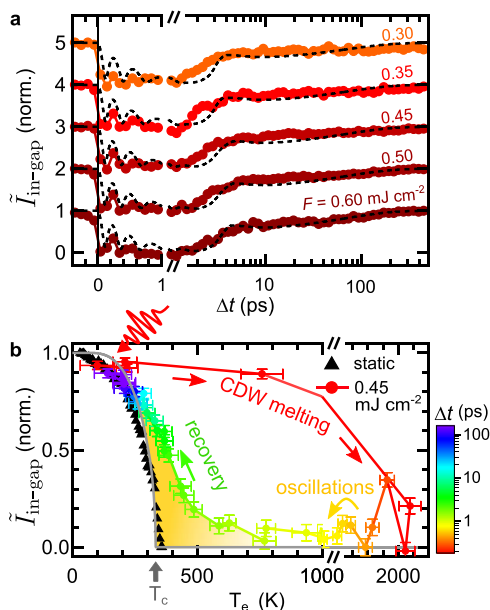 a
Ĩin-gap (norm.)
5
4
3
2
1
0
0.30
0.35
0.45
0.50
F = 0.60 mJ cm-2
0
1
10
100
Δt (ps)
b
Ĩin-gap (norm.)
1.0
0.5
0.0
static
0.45
mJ cm-2
CDW melting
recovery
oscillations
Δt (ps)
100
10
1
0
500
1000
2000
Tc
Te (K)